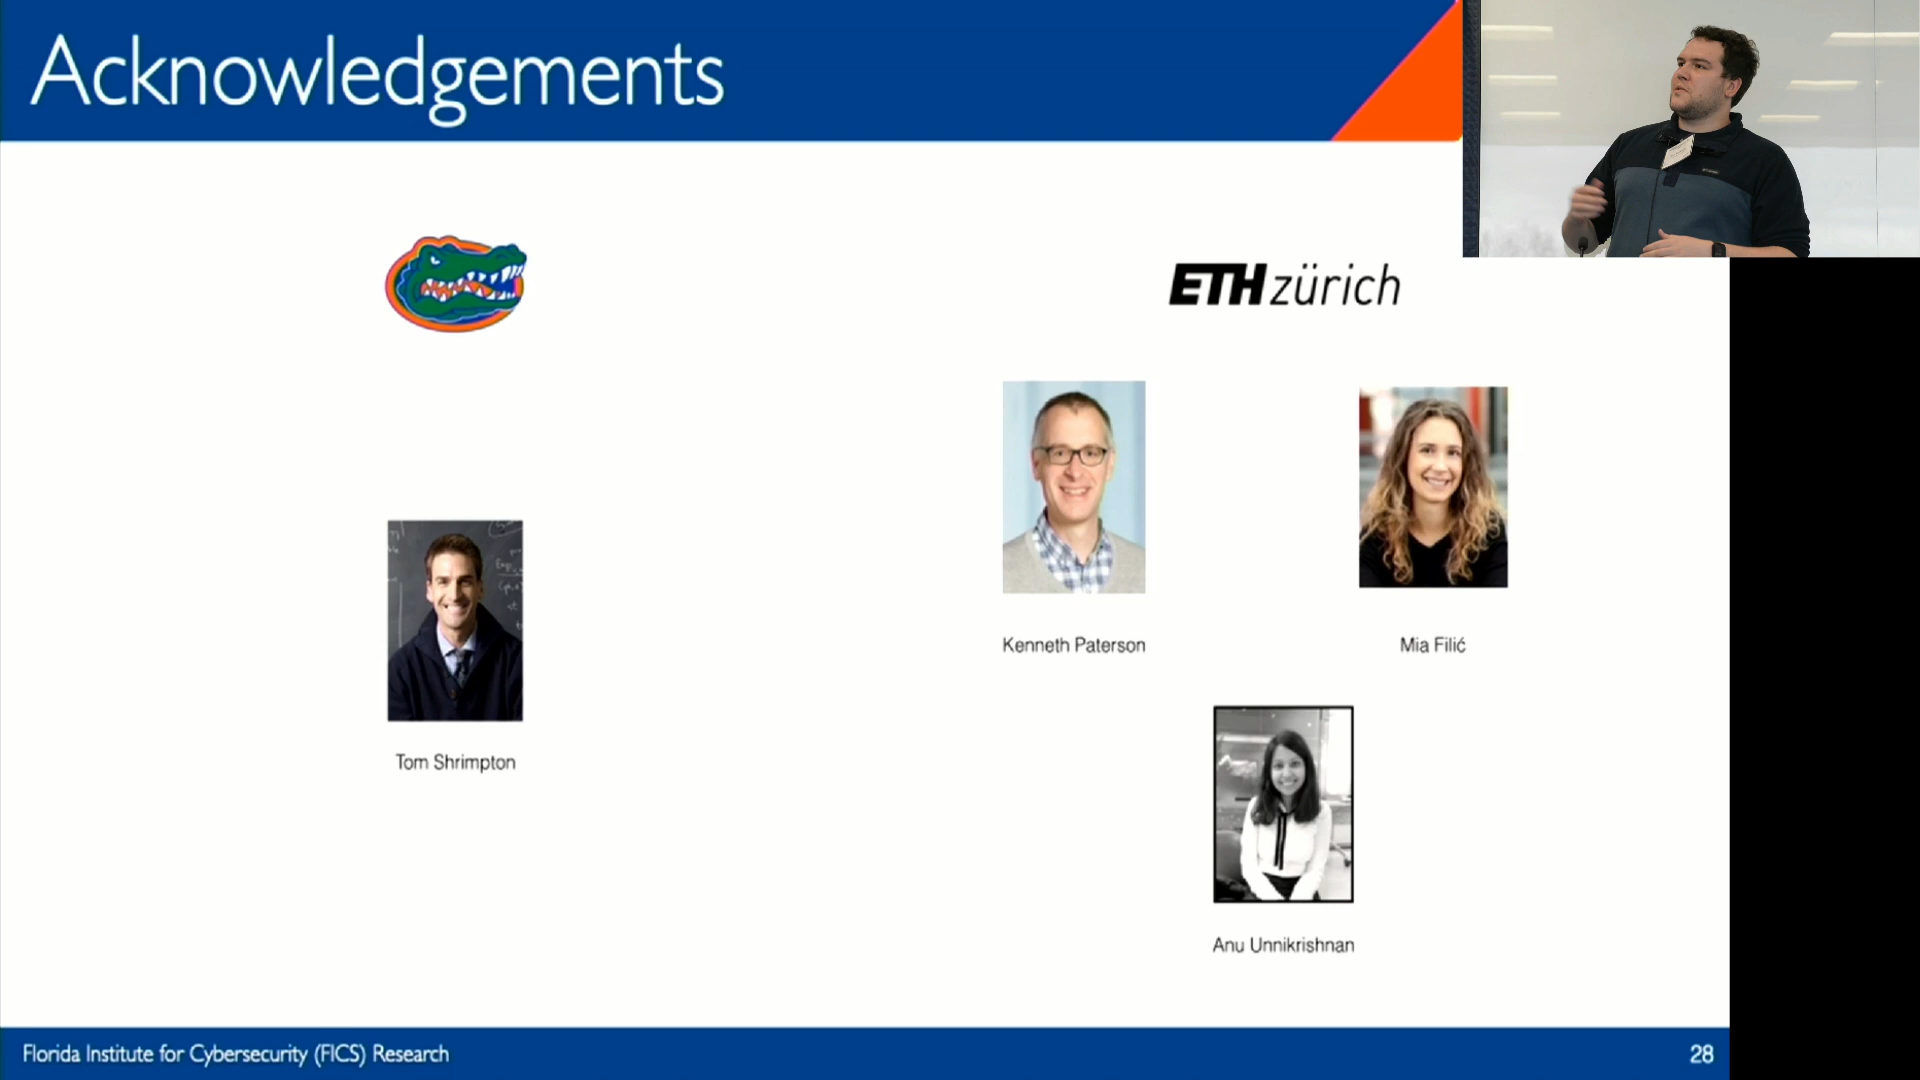 Acknowledgements
ETH zürich
Kenneth Paterson
Mia Filić
Tom Shrimpton
Anu Unnikrishnan
Florida Institute for Cybersecurity (FICS) Research
28